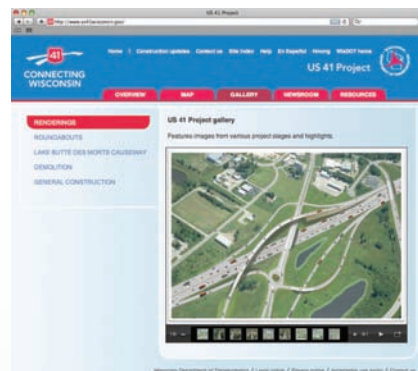 US 41 Project
41
CONNECTING
WISCONSIN
Home | Construction updates Contact us Site index Help En Español Hmong WisDOT home
US 41 Project
OVERVIEW MAP GALLERY NEWSROOM RESOURCES
RENDERINGS
ROUNDABOUTS
LAKE BUTTE DES MORTS CAUSEWAY
DEMOLITION
GENERAL CONSTRUCTION
US 41 Project gallery
Features images from various project stages and highlights.